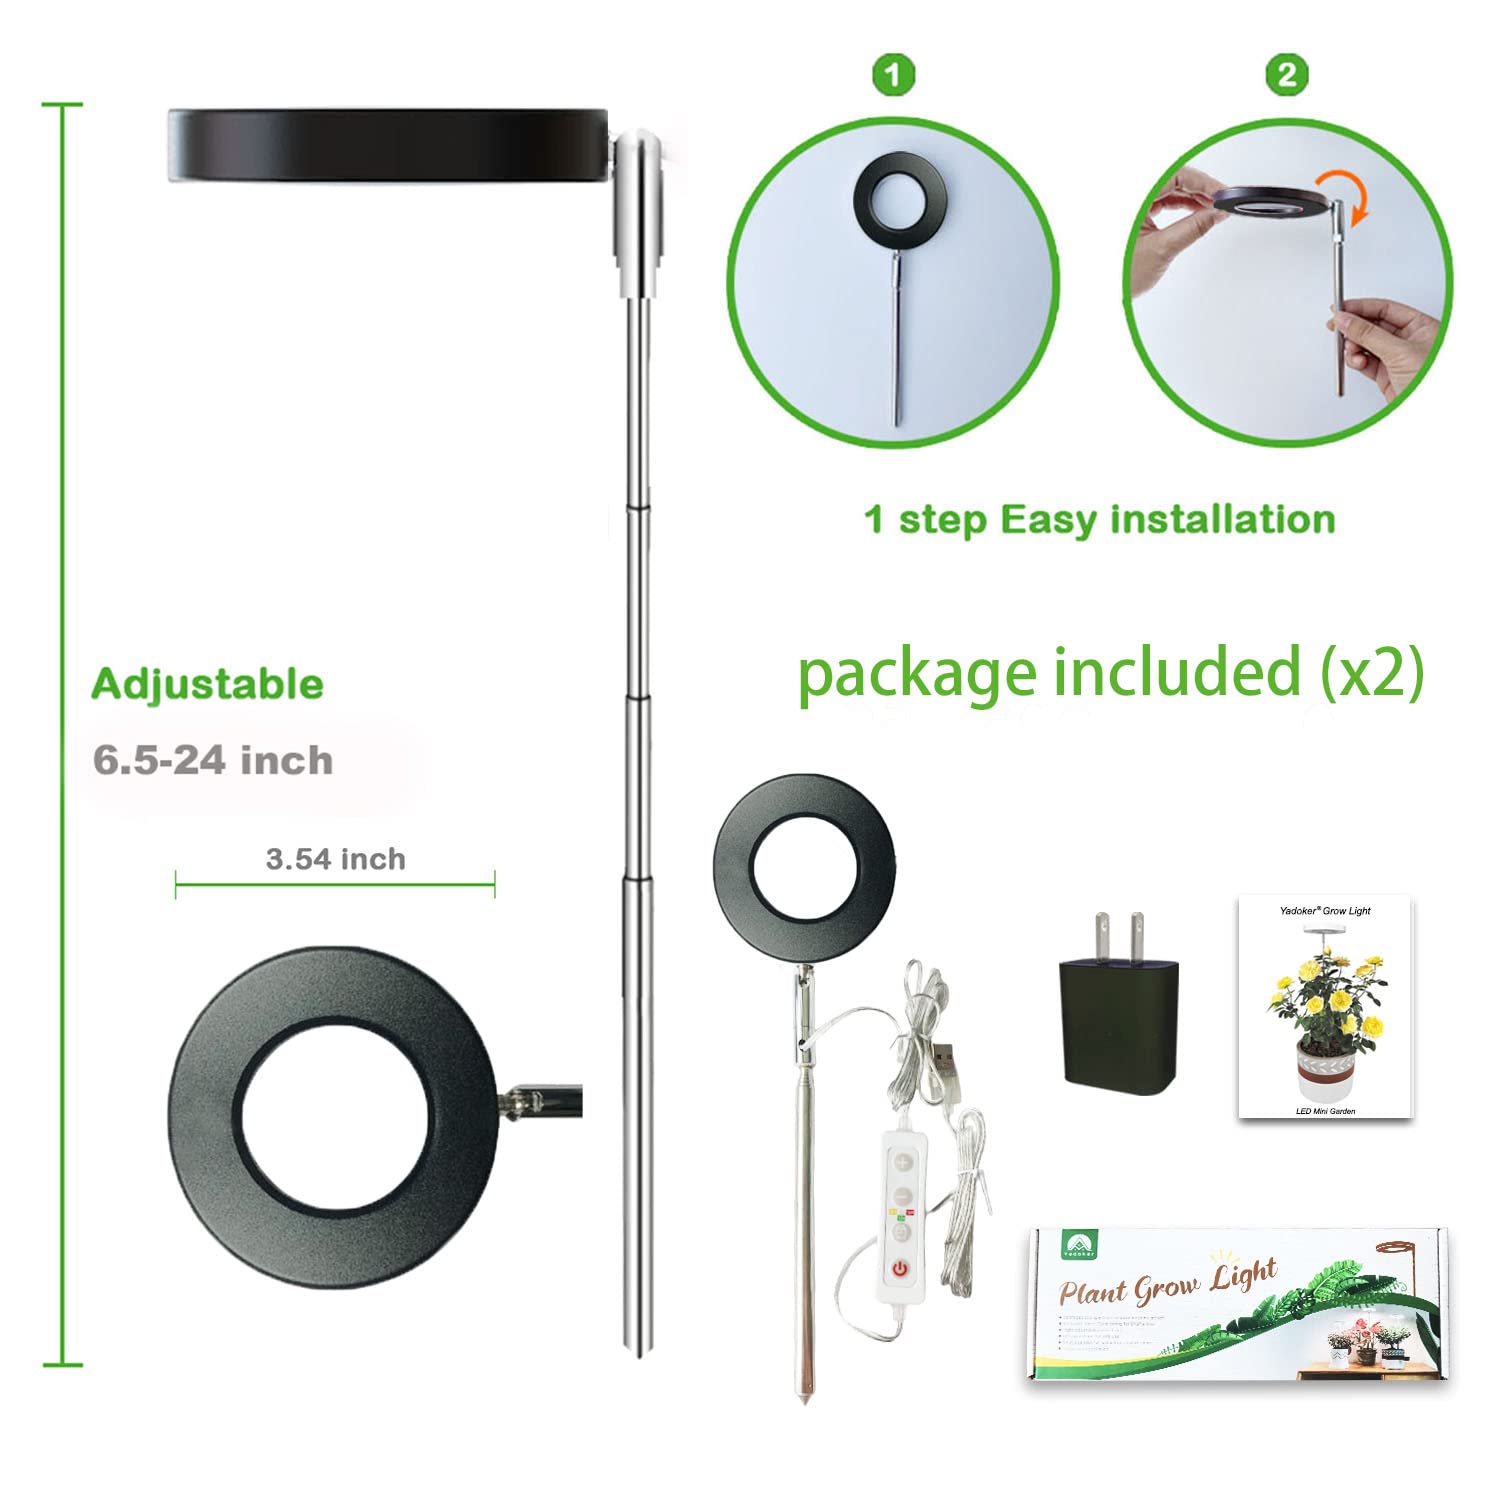 1
2
1 step Easy installation
Adjustable
6.5-24 inch
3.54 inch
package included (x2)
Yadoker® Grow Light
LED Mini Garden
Yadoker
Plant Grow Light